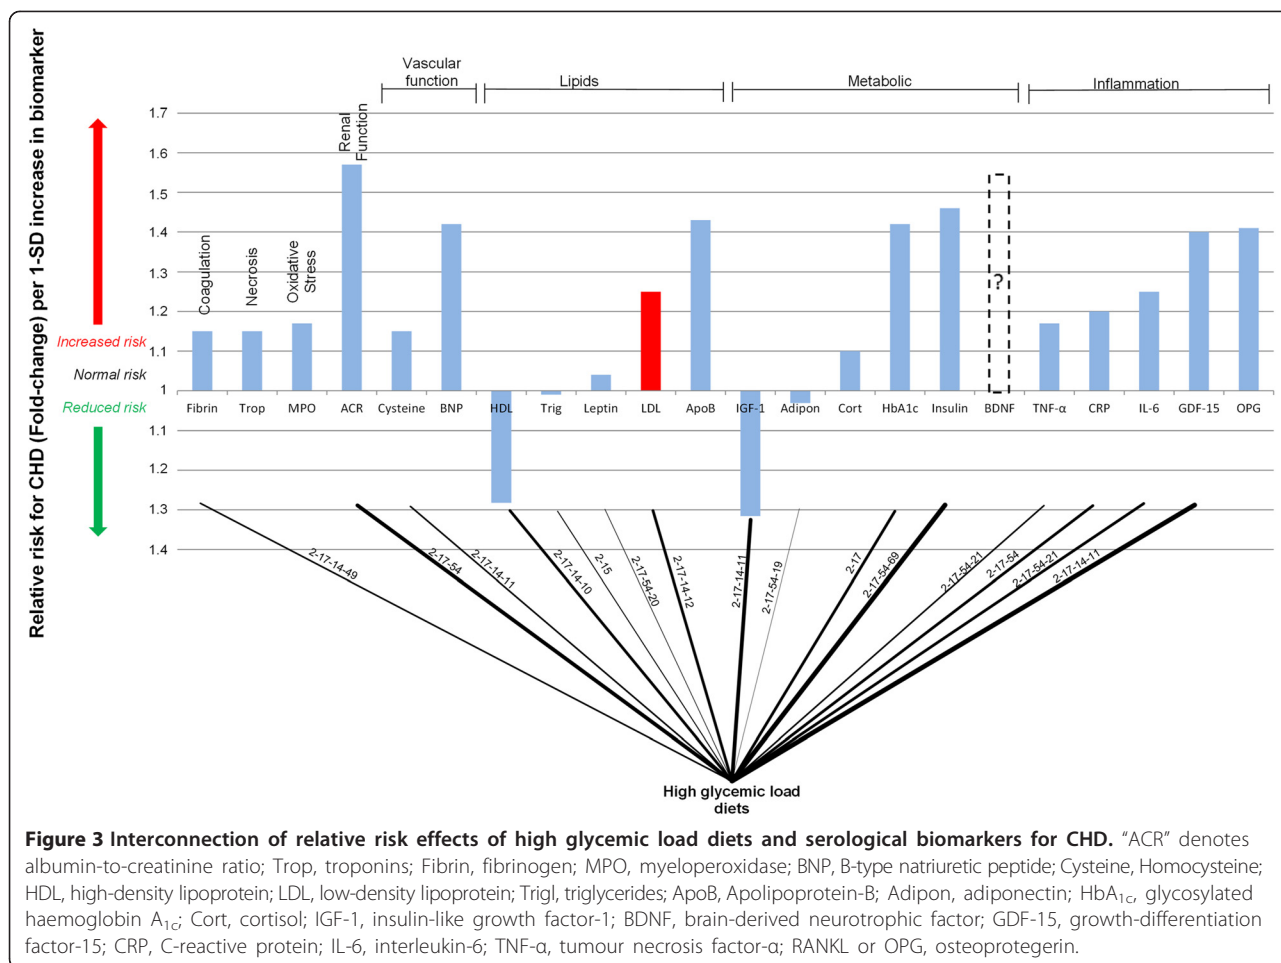 Relative risk for CHD (Fold-change) per 1-SD increase in biomarker
Vascular
function
Lipids
Metabolic
Inflammation
1.7
1.6
1.5
1.4
1.3
1.2
1.1
1
1.1
1.2
1.3
1.4
Increased risk
Normal risk
Reduced risk
Coagulation
Necrosis
Oxidative
Stress
Renal
Function
?
Fibrin
Trop
MPO
ACR
Cysteine
BNP
HDL
Trig
Leptin
LDL
ApoB
IGF-1
Adipon
Cort
HbA1c
Insulin
BDNF
TNF-α
CRP
IL-6
GDF-15
OPG
2-17-14-49
2-17-54
2-17-14-11
2-17-14-10
2-15
2-17-54-20
2-17-14-12
2-17-14-11
2-17-54-19
2-17
2-17-54-69
2-17-54-21
2-17-54
2-17-54-21
2-17-14-11
High glycemic load
diets
Figure 3 Interconnection of relative risk effects of high glycemic load diets and serological biomarkers for CHD. “ACR” denotes
albumin-to-creatinine ratio; Trop, troponins; Fibrin, fibrinogen; MPO, myeloperoxidase; BNP, B-type natriuretic peptide; Cysteine, Homocysteine;
HDL, high-density lipoprotein; LDL, low-density lipoprotein; Trigl, triglycerides; ApoB, Apolipoprotein-B; Adipon, adiponectin; HbA1c, glycosylated
haemoglobin A1c; Cort, cortisol; IGF-1, insulin-like growth factor-1; BDNF, brain-derived neurotrophic factor; GDF-15, growth-differentiation
factor-15; CRP, C-reactive protein; IL-6, interleukin-6; TNF-α, tumour necrosis factor-α; RANKL or OPG, osteoprotegerin.